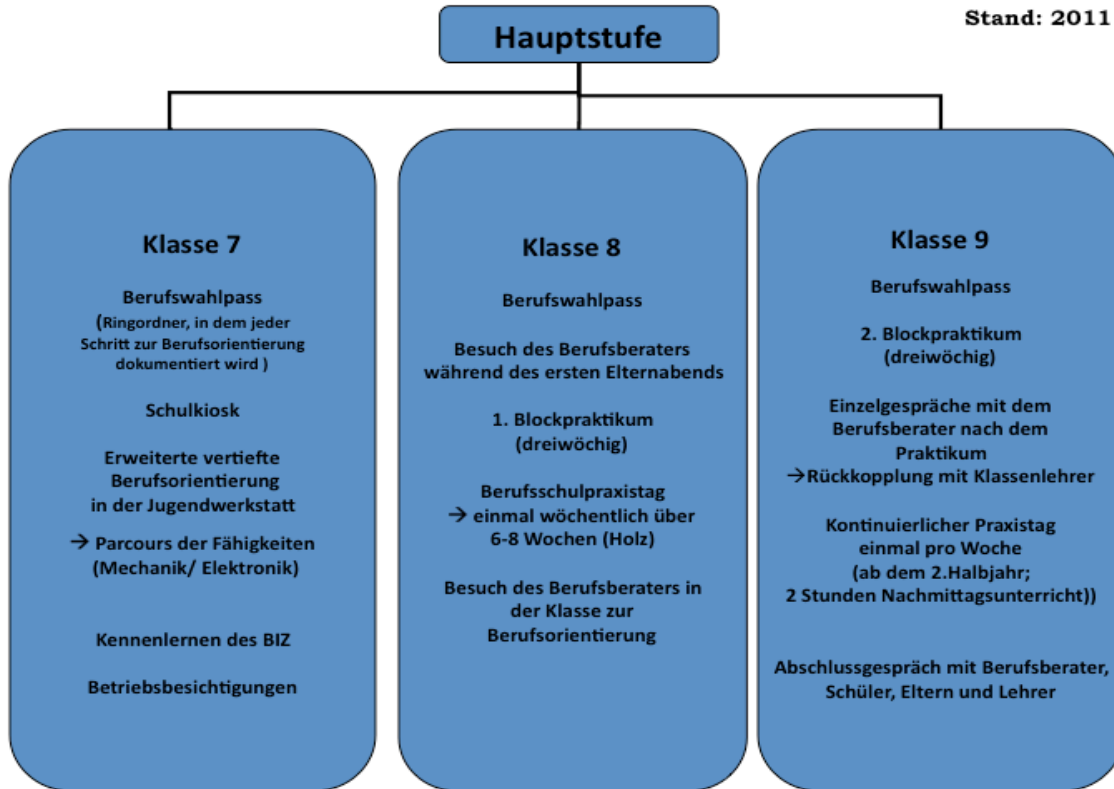 Stand: 2011
Hauptstufe
Klasse 7
Berufswahlpass
(Ringordner, in dem jeder
Schritt zur Berufsorientierung
dokumentiert wird )
Schulkiosk
Erweiterte vertiefte
Berufsorientierung
in der Jugendwerkstatt
→ Parcours der Fähigkeiten
(Mechanik/ Elektronik)
Kennenlernen des BIZ
Betriebsbesichtigungen
Klasse 8
Berufswahlpass
Besuch des Berufsberaters
während des ersten Elternabends
1. Blockpraktikum
(dreiwöchig)
Berufsschulpraxistag
→ einmal wöchentlich über
6-8 Wochen (Holz)
Besuch des Berufsberaters in
der Klasse zur
Berufsorientierung
Klasse 9
Berufswahlpass
2. Blockpraktikum
(dreiwöchig)
Einzelgespräche mit dem
Berufsberater nach dem
Praktikum
→Rückkopplung mit Klassenlehrer
Kontinuierlicher Praxistag
einmal pro Woche
(ab dem 2.Halbjahr;
2 Stunden Nachmittagsunterricht))
Abschlussgespräch mit Berufsberater,
Schüler, Eltern und Lehrer